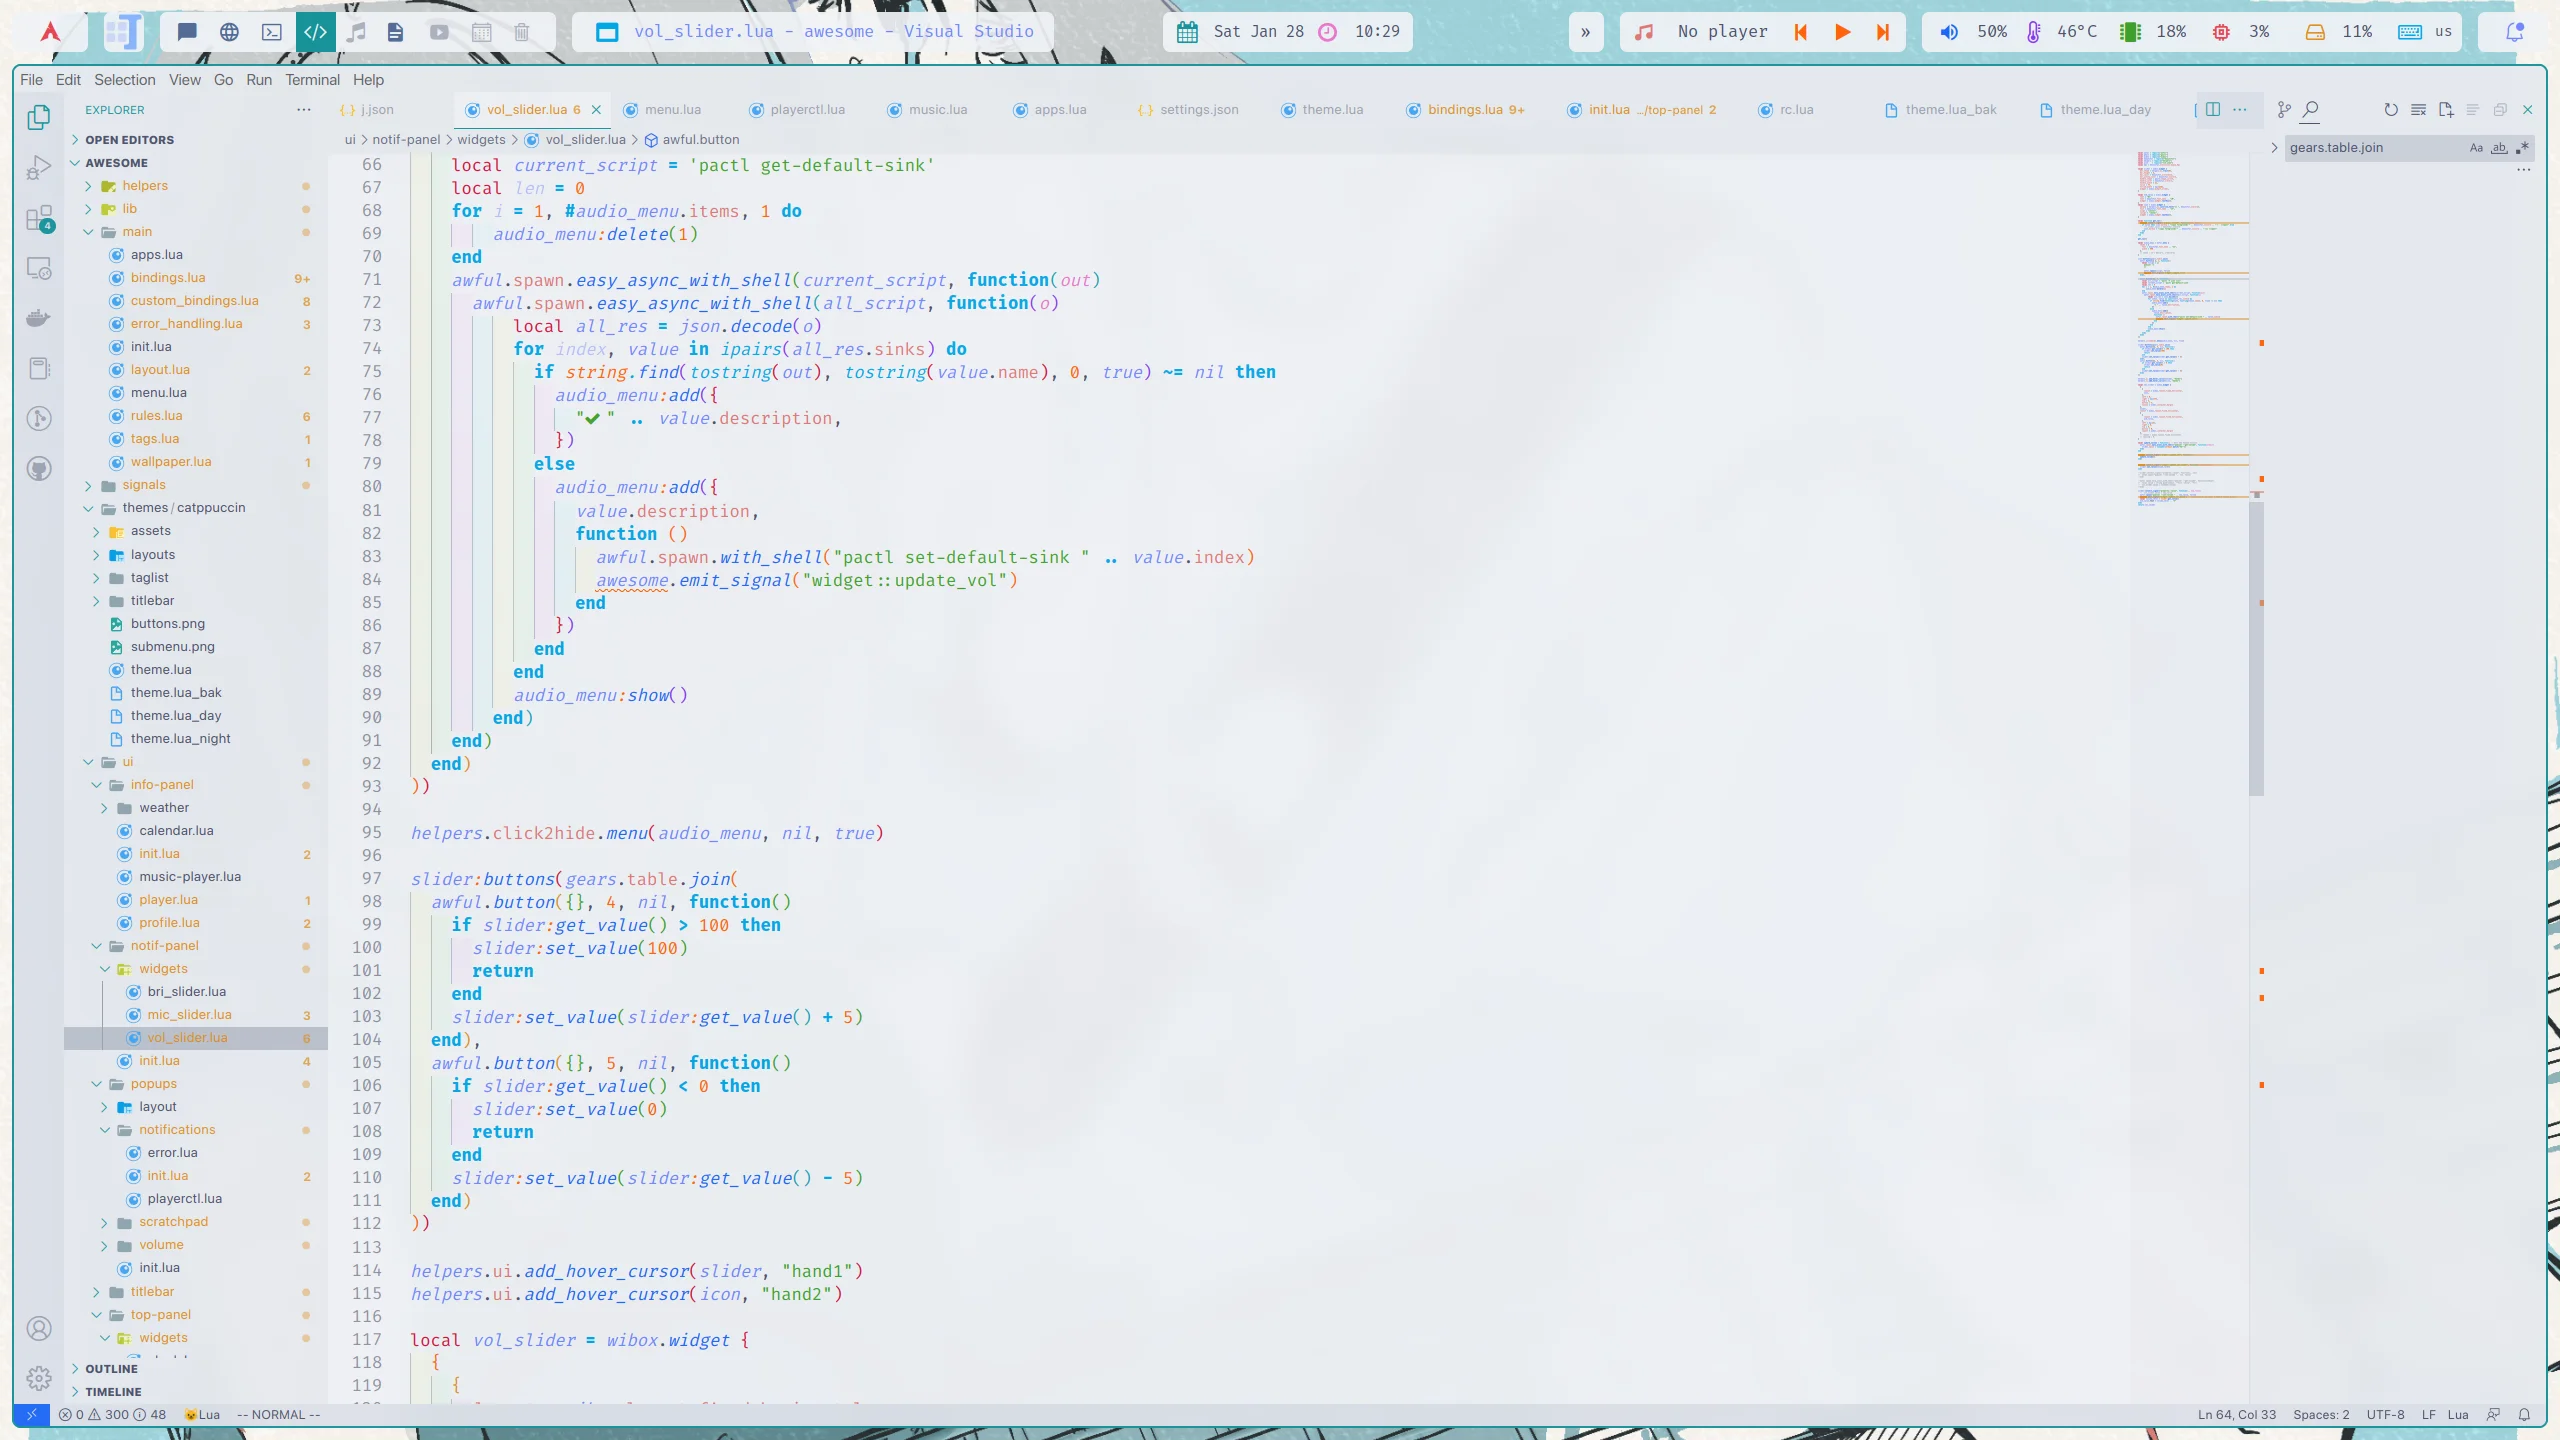 vol_slider.lua - awesome - Visual Studio
Sat Jan 28
10:29
»
No player
50%
46°C
18%
3%
11%
us
File Edit Selection View Go Run Terminal Help
EXPLORER
j.json
vol_slider.lua 6
menu.lua
playerctl.lua
music.lua
apps.lua
settings.json
theme.lua
bindings.lua 9+
init.lua …/top-panel 2
rc.lua
theme.lua_bak
theme.lua_day
ui > notif-panel > widgets > vol_slider.lua > awful.button
gears.table.join
Aa ab
OPEN EDITORS
AWESOME
helpers
lib
main
apps.lua
bindings.lua 9+
custom_bindings.lua 8
error_handling.lua 3
init.lua
layout.lua 2
menu.lua
rules.lua 6
tags.lua 1
wallpaper.lua 1
signals
themes / catppuccin
assets
layouts
taglist
titlebar
buttons.png
submenu.png
theme.lua
theme.lua_bak
theme.lua_day
theme.lua_night
ui
info-panel
weather
calendar.lua
init.lua 2
music-player.lua
player.lua 1
profile.lua 2
notif-panel
widgets
bri_slider.lua
mic_slider.lua 3
vol_slider.lua 6
init.lua 4
popups
layout
notifications
error.lua
init.lua 2
playerctl.lua
scratchpad
volume
init.lua
titlebar
top-panel
widgets
OUTLINE
TIMELINE
66 local current_script = 'pactl get-default-sink'
67 local len = 0
68 for i = 1, #audio_menu.items, 1 do
69 audio_menu:delete(1)
70 end
71 awful.spawn.easy_async_with_shell(current_script, function(out)
72 awful.spawn.easy_async_with_shell(all_script, function(o)
73 local all_res = json.decode(o)
74 for index, value in ipairs(all_res.sinks) do
75 if string.find(tostring(out), tostring(value.name), 0, true) ~= nil then
76 audio_menu:add({
77 "✔ " .. value.description,
78 })
79 else
80 audio_menu:add({
81 value.description,
82 function ()
83 awful.spawn.with_shell("pactl set-default-sink " .. value.index)
84 awesome.emit_signal("widget::update_vol")
85 end
86 })
87 end
88 end
89 audio_menu:show()
90 end)
91 end)
92 end)
93 ))
94
95 helpers.click2hide.menu(audio_menu, nil, true)
96
97 slider:buttons(gears.table.join(
98 awful.button({}, 4, nil, function()
99 if slider:get_value() > 100 then
100 slider:set_value(100)
101 return
102 end
103 slider:set_value(slider:get_value() + 5)
104 end),
105 awful.button({}, 5, nil, function()
106 if slider:get_value() < 0 then
107 slider:set_value(0)
108 return
109 end
110 slider:set_value(slider:get_value() - 5)
111 end)
112 ))
113
114 helpers.ui.add_hover_cursor(slider, "hand1")
115 helpers.ui.add_hover_cursor(icon, "hand2")
116
117 local vol_slider = wibox.widget {
118 {
119 {
0 300 48 Lua -- NORMAL --
Ln 64, Col 33 Spaces: 2 UTF-8 LF Lua